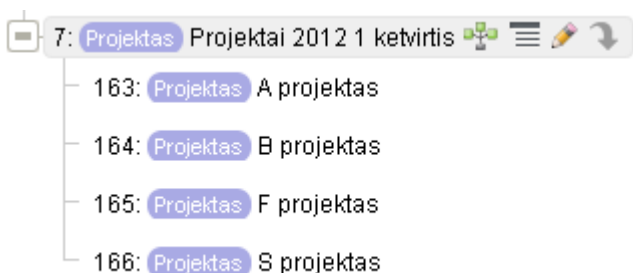 7: Projektas Projektai 2012 1 ketvirtis
163: Projektas A projektas
164: Projektas B projektas
165: Projektas F projektas
166: Projektas S projektas